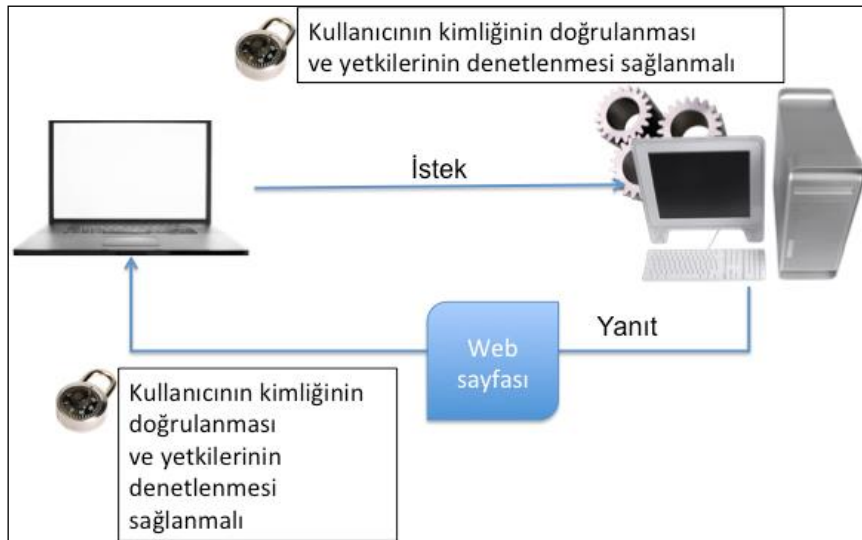 Kullanıcının kimliğinin doğrulanması
ve yetkilerinin denetlenmesi sağlanmalı
İstek
Yanıt
Web
sayfası
Kullanıcının kimliğinin
doğrulanması
ve yetkilerinin
denetlenmesi
sağlanmalı